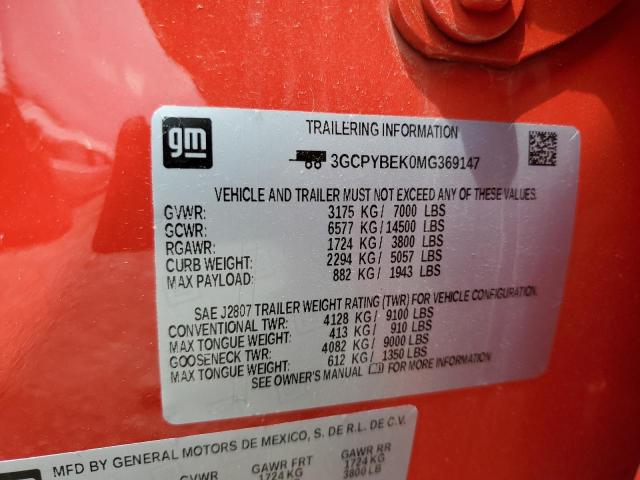 gm
TRAILERING INFORMATION
3GCPYBEK0MG369147
VEHICLE AND TRAILER MUST NOT EXCEED ANY OF THESE VALUES.
GVWR: 3175 KG/ 7000 LBS
GCWR: 6577 KG/14500 LBS
RGAWR: 1724 KG/ 3800 LBS
CURB WEIGHT: 2294 KG/ 5057 LBS
MAX PAYLOAD: 882 KG/ 1943 LBS
SAE J2807 TRAILER WEIGHT RATING (TWR) FOR VEHICLE CONFIGURATION.
CONVENTIONAL TWR: 4128 KG/ 9100 LBS
MAX TONGUE WEIGHT: 413 KG/ 910 LBS
GOOSENECK TWR: 4082 KG/ 9000 LBS
MAX TONGUE WEIGHT: 612 KG/ 1350 LBS
SEE OWNER'S MANUAL FOR MORE INFORMATION
MFD BY GENERAL MOTORS DE MEXICO, S. DE R.L. DE C.V.
GVWR GAWR FRT GAWR RR
1724 KG 1724 KG
3800 LB